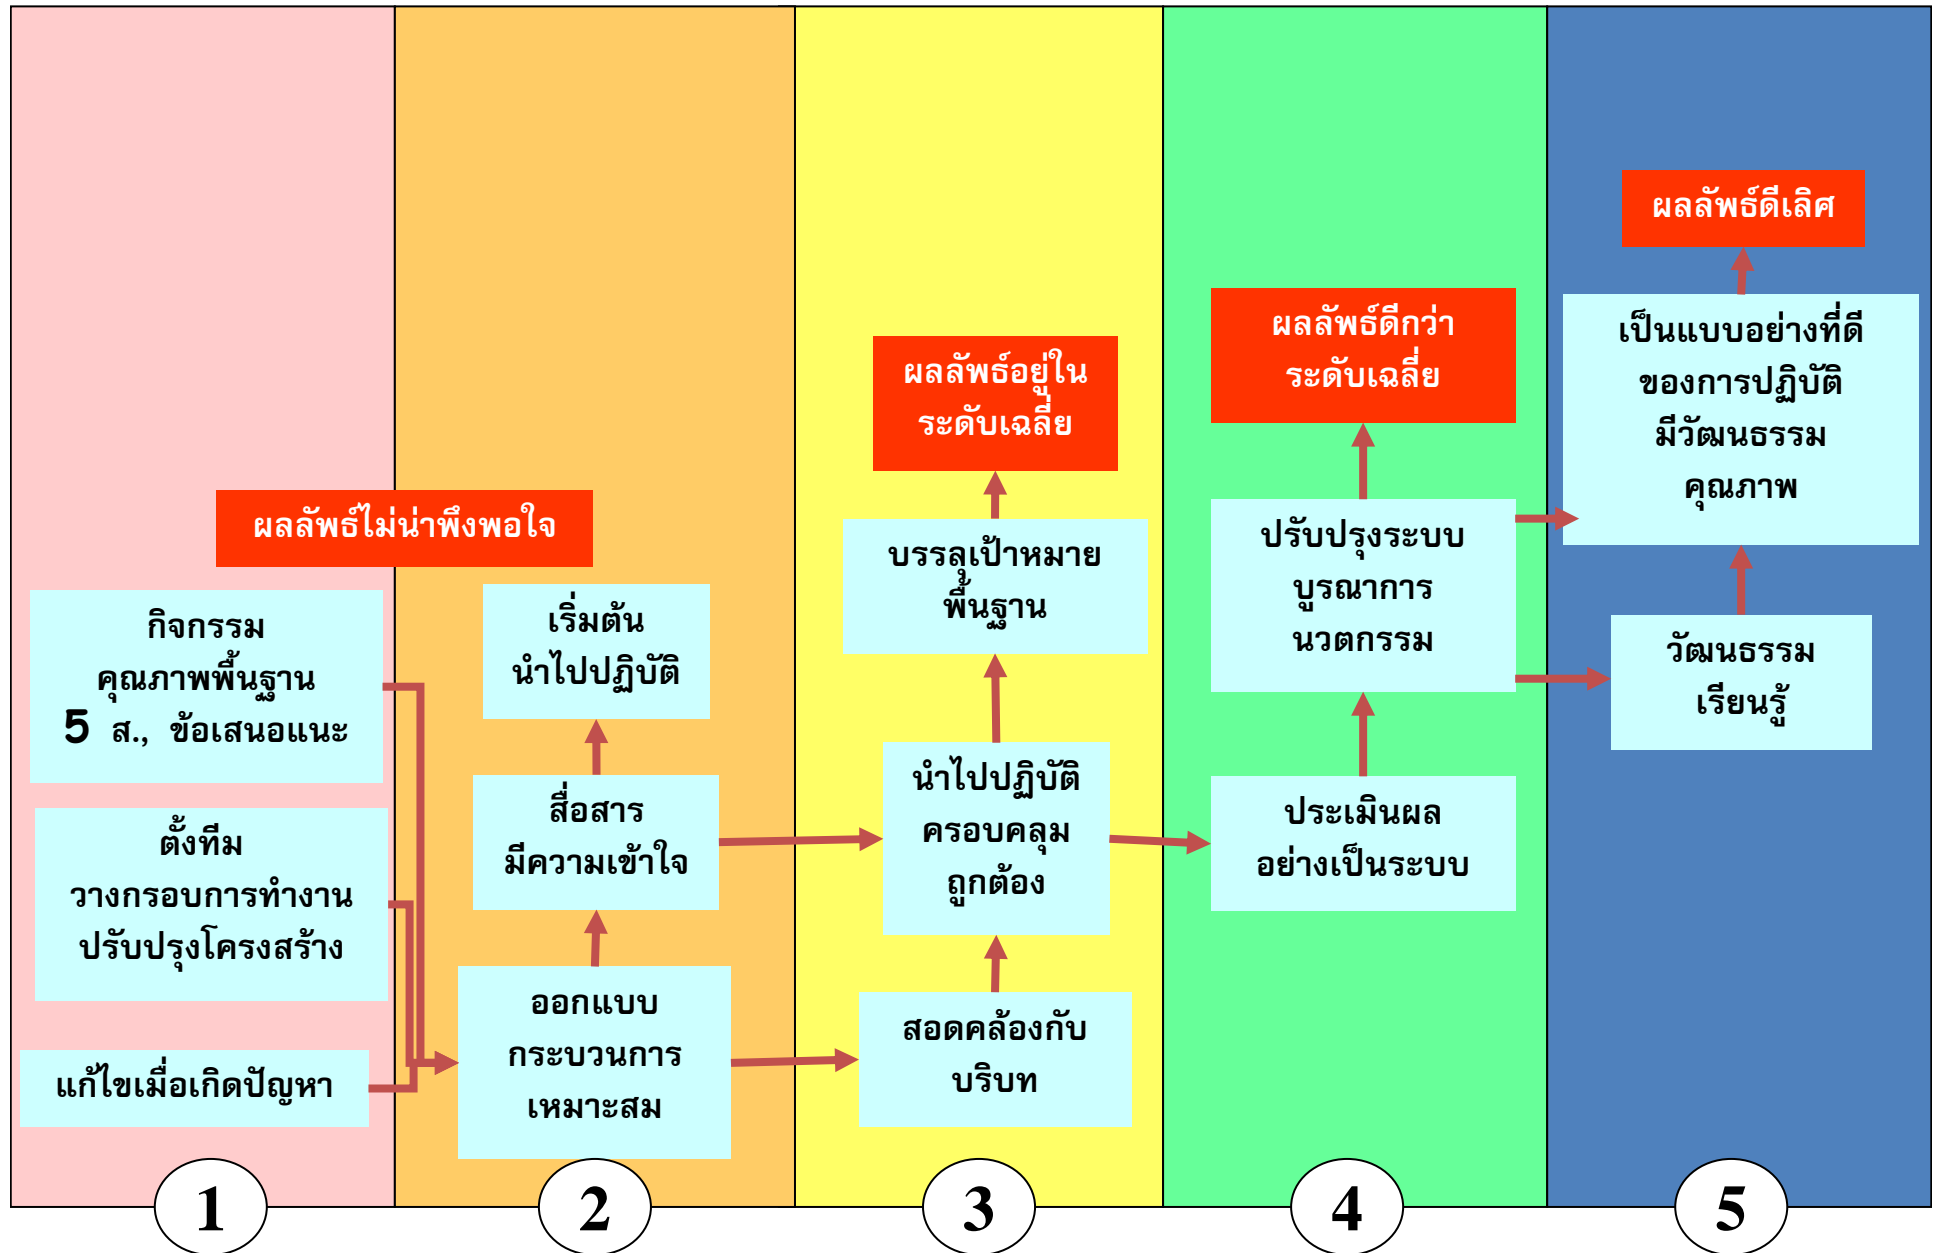 ผลลัพธ์ไม่น่าพึงพอใจ
กิจกรรม
คุณภาพพื้นฐาน
5 ส., ข้อเสนอแนะ
ตั้งทีม
วางกรอบการทำงาน
ปรับปรุงโครงสร้าง
แก้ไขเมื่อเกิดปัญหา
1
เริ่มต้น
นำไปปฏิบัติ
สื่อสาร
มีความเข้าใจ
ออกแบบ
กระบวนการ
เหมาะสม
2
ผลลัพธ์อยู่ใน
ระดับเฉลี่ย
บรรลุเป้าหมาย
พื้นฐาน
นำไปปฏิบัติ
ครอบคลุม
ถูกต้อง
สอดคล้องกับ
บริบท
3
ผลลัพธ์ดีกว่า
ระดับเฉลี่ย
ปรับปรุงระบบ
บูรณาการ
นวตกรรม
ประเมินผล
อย่างเป็นระบบ
4
ผลลัพธ์ดีเลิศ
เป็นแบบอย่างที่ดี
ของการปฏิบัติ
มีวัฒนธรรม
คุณภาพ
วัฒนธรรม
เรียนรู้
5